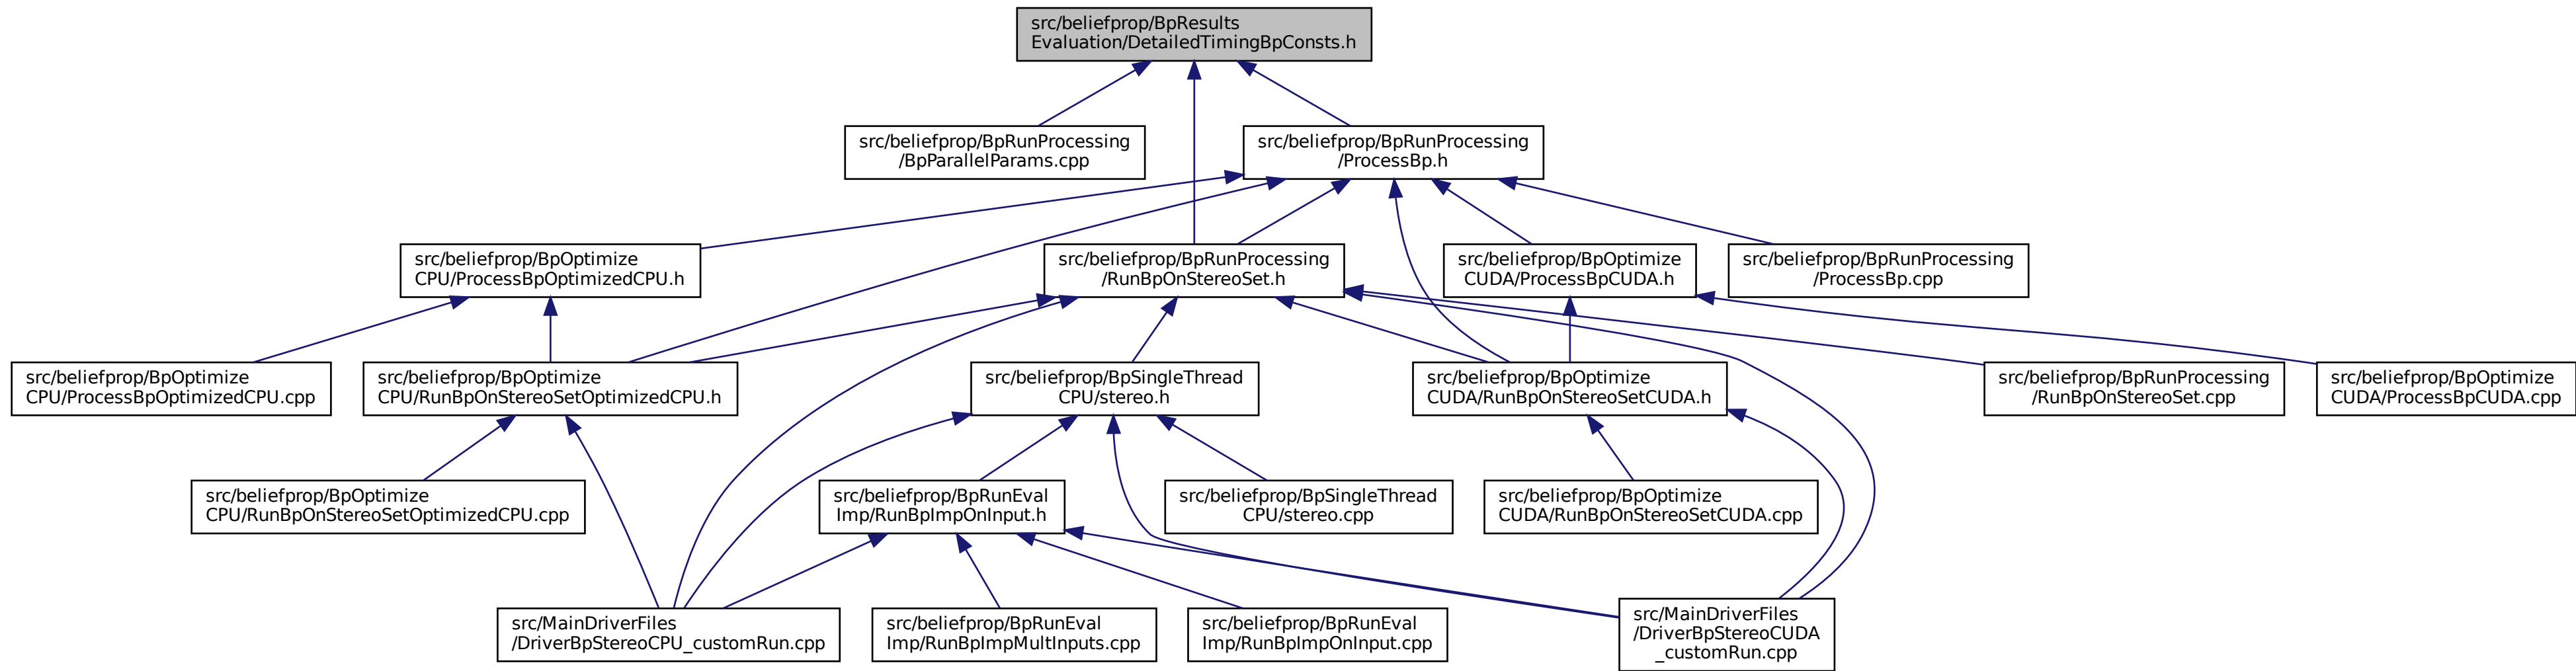 src/beliefprop/BpResults
Evaluation/DetailedTimingBpConsts.h
src/beliefprop/BpRunProcessing
/BpParallelParams.cpp
src/beliefprop/BpRunProcessing
/ProcessBp.h
src/beliefprop/BpOptimize
CPU/ProcessBpOptimizedCPU.h
src/beliefprop/BpRunProcessing
/RunBpOnStereoSet.h
src/beliefprop/BpOptimize
CUDA/ProcessBpCUDA.h
src/beliefprop/BpRunProcessing
/ProcessBp.cpp
src/beliefprop/BpOptimize
CPU/ProcessBpOptimizedCPU.cpp
src/beliefprop/BpOptimize
CPU/RunBpOnStereoSetOptimizedCPU.h
src/beliefprop/BpSingleThread
CPU/stereo.h
src/beliefprop/BpOptimize
CUDA/RunBpOnStereoSetCUDA.h
src/beliefprop/BpRunProcessing
/RunBpOnStereoSet.cpp
src/beliefprop/BpOptimize
CUDA/ProcessBpCUDA.cpp
src/beliefprop/BpOptimize
CPU/RunBpOnStereoSetOptimizedCPU.cpp
src/beliefprop/BpRunEval
Imp/RunBpImpOnInput.h
src/beliefprop/BpSingleThread
CPU/stereo.cpp
src/beliefprop/BpOptimize
CUDA/RunBpOnStereoSetCUDA.cpp
src/MainDriverFiles
/DriverBpStereoCPU_customRun.cpp
src/beliefprop/BpRunEval
Imp/RunBpImpMultInputs.cpp
src/beliefprop/BpRunEval
Imp/RunBpImpOnInput.cpp
src/MainDriverFiles
/DriverBpStereoCUDA
_customRun.cpp